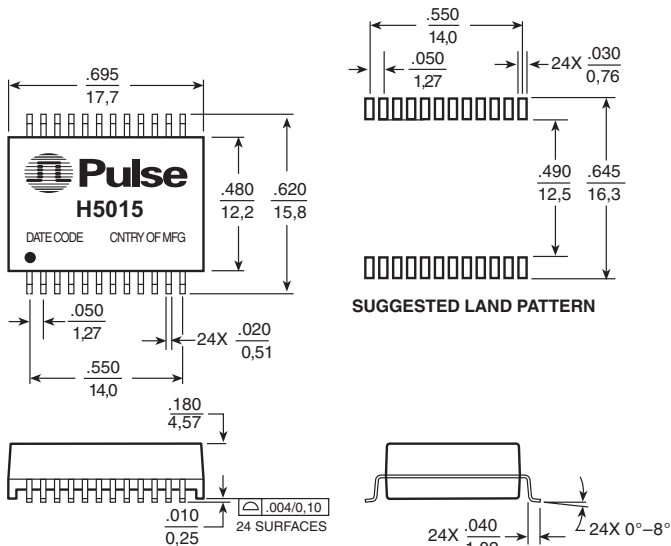 .695
17,7
Pulse
H5015
DATE CODE CNTRY OF MFG
.480
12,2
.620
15,8
.050
1,27
24X .020
0,51
.550
14,0
.550
14,0
.050
1,27
24X .030
0,76
.490
12,5
.645
16,3
SUGGESTED LAND PATTERN
.180
4,57
.010
0,25
.004/0,10
24 SURFACES
24X .040
24X 0°–8°